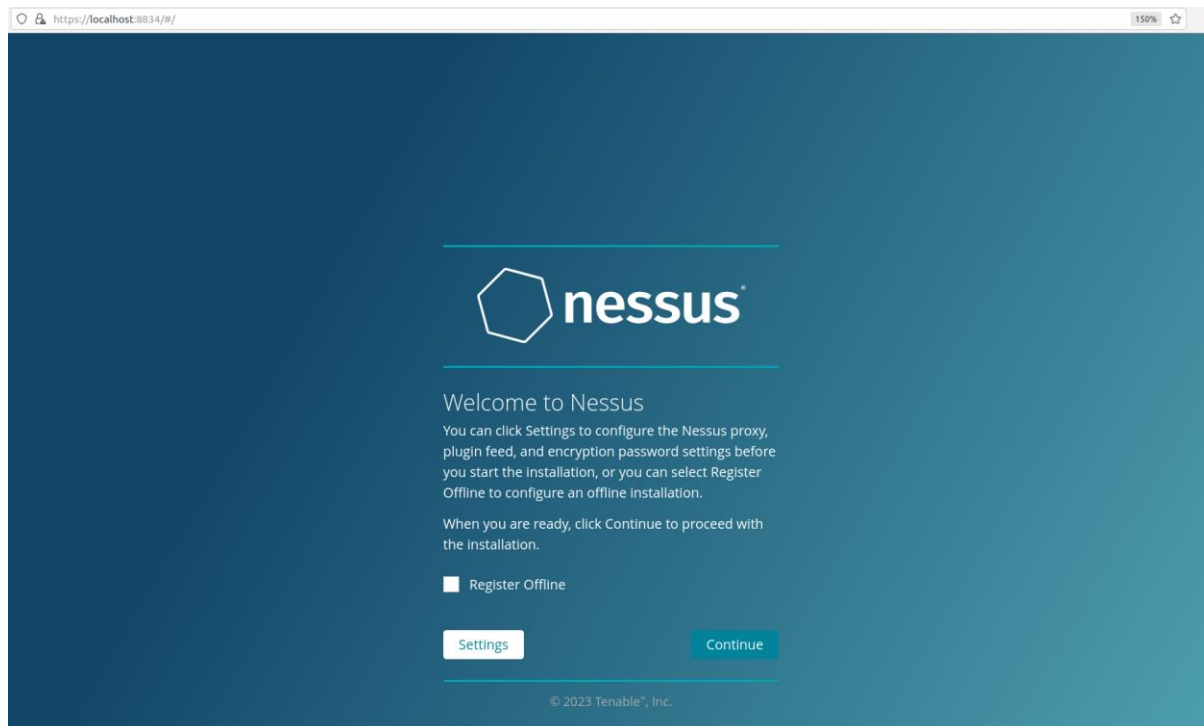 https://localhost:8834/#/
150%
nessus
Welcome to Nessus
You can click Settings to configure the Nessus proxy,
plugin feed, and encryption password settings before
you start the installation, or you can select Register
Offline to configure an offline installation.
When you are ready, click Continue to proceed with
the installation.
Register Offline
Settings
Continue
© 2023 Tenable™, Inc.